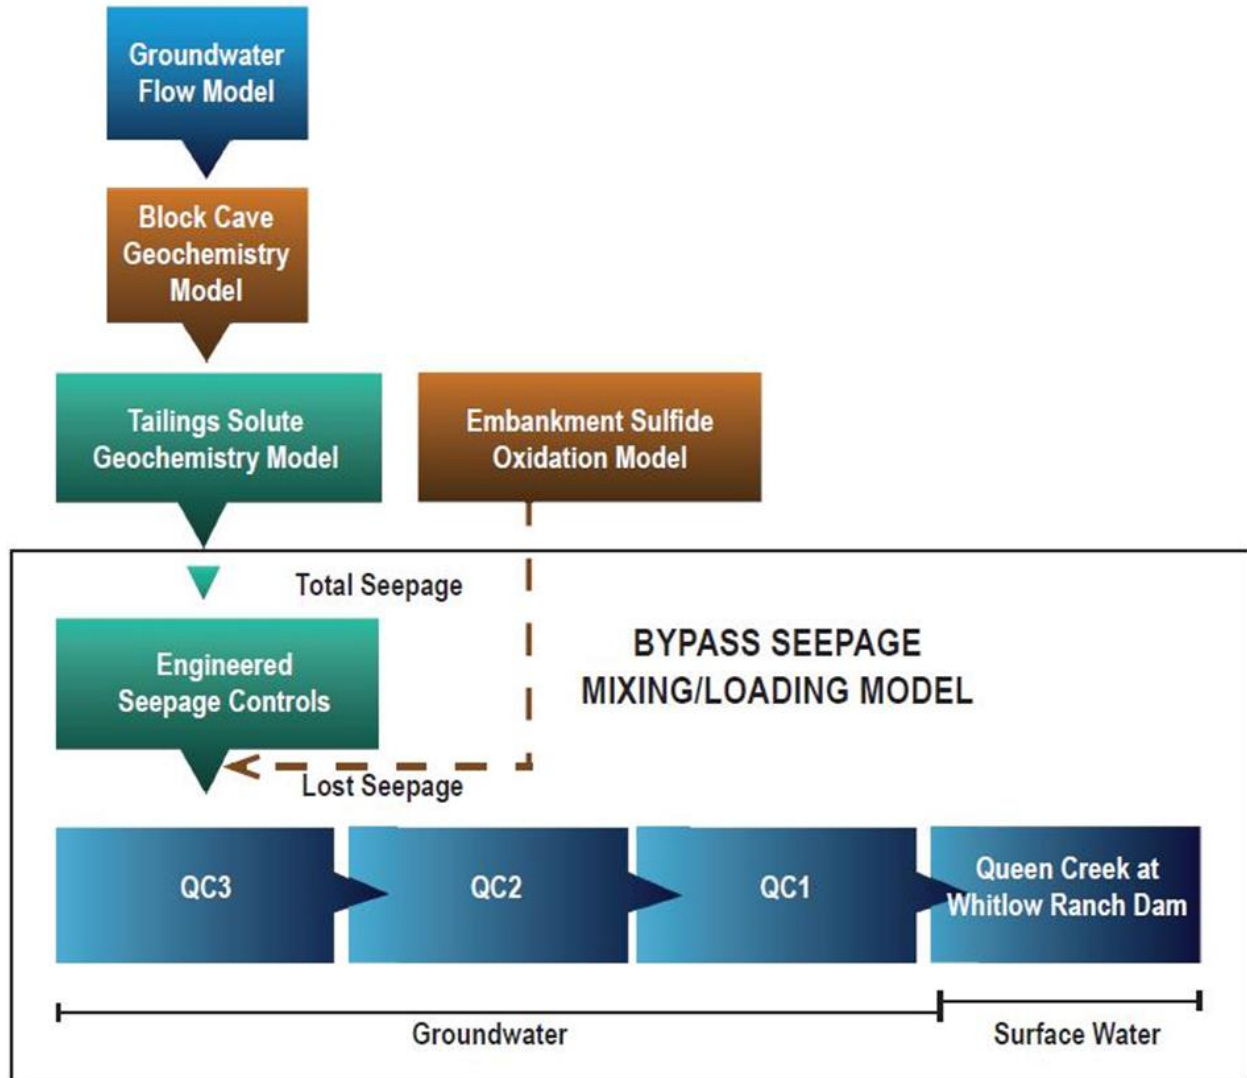 Groundwater
Flow Model
Block Cave
Geochemistry
Model
Tailings Solute
Geochemistry Model
Embankment Sulfide
Oxidation Model
Total Seepage
BYPASS SEEPAGE
MIXING/LOADING MODEL
Engineered
Seepage Controls
Lost Seepage
QC3
QC2
QC1
Queen Creek at
Whitlow Ranch Dam
Groundwater
Surface Water